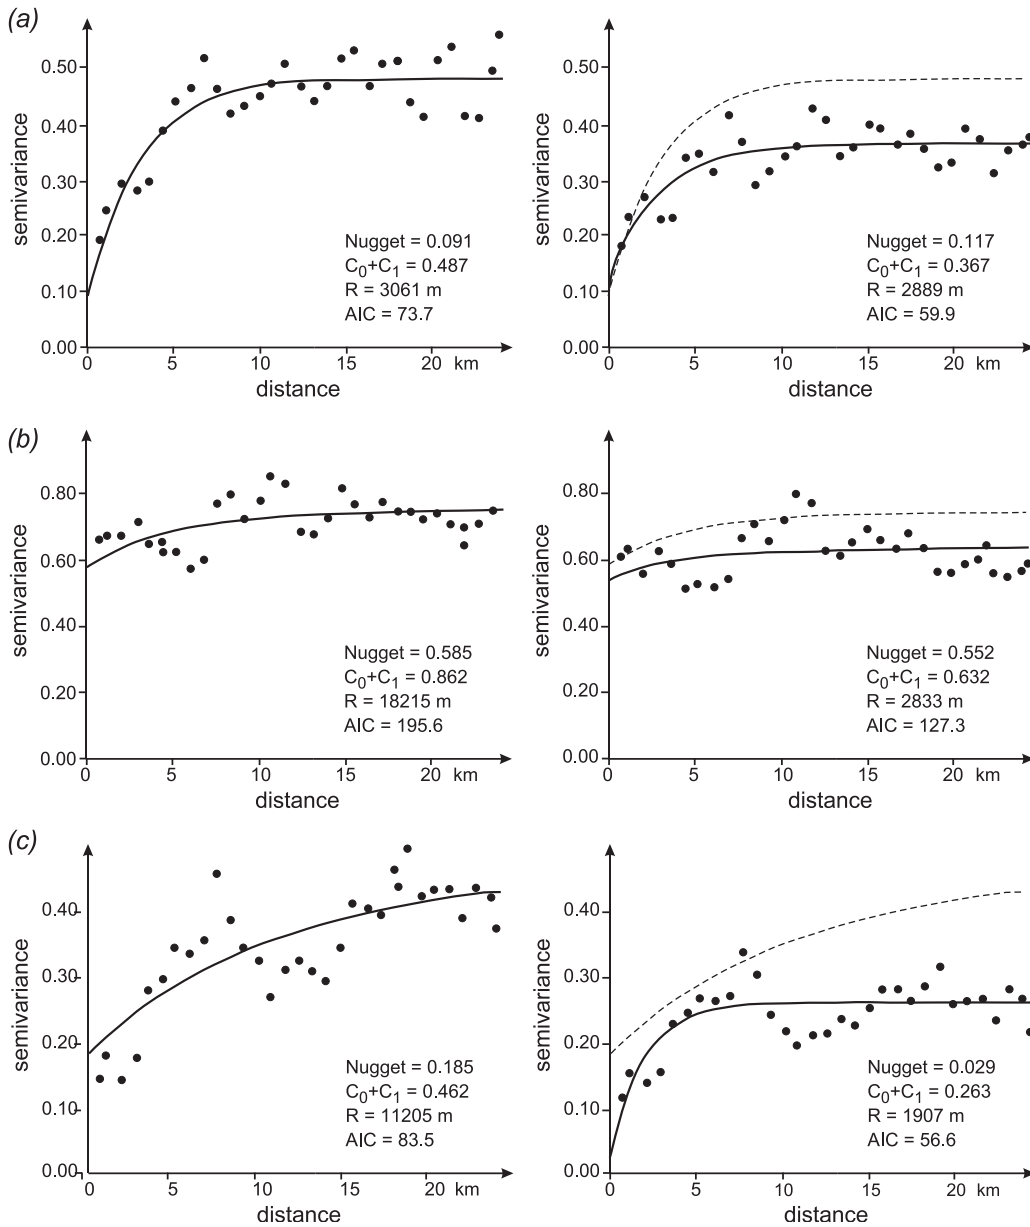 (a)
0.50
0.40
0.30
0.20
0.10
0.00
semivariance
Nugget = 0.091
C0+C1 = 0.487
R = 3061 m
AIC = 73.7
0 5 10 15 20 km
distance
0.50
0.40
0.30
0.20
0.10
0.00
semivariance
Nugget = 0.117
C0+C1 = 0.367
R = 2889 m
AIC = 59.9
0 5 10 15 20 km
distance
(b)
0.80
0.60
0.40
0.20
0.00
semivariance
Nugget = 0.585
C0+C1 = 0.862
R = 18215 m
AIC = 195.6
0 5 10 15 20 km
distance
0.80
0.60
0.40
0.20
0.00
semivariance
Nugget = 0.552
C0+C1 = 0.632
R = 2833 m
AIC = 127.3
0 5 10 15 20 km
distance
(c)
0.40
0.30
0.20
0.10
0.00
semivariance
Nugget = 0.185
C0+C1 = 0.462
R = 11205 m
AIC = 83.5
0 5 10 15 20 km
distance
0.40
0.30
0.20
0.10
0.00
semivariance
Nugget = 0.029
C0+C1 = 0.263
R = 1907 m
AIC = 56.6
0 5 10 15 20 km
distance